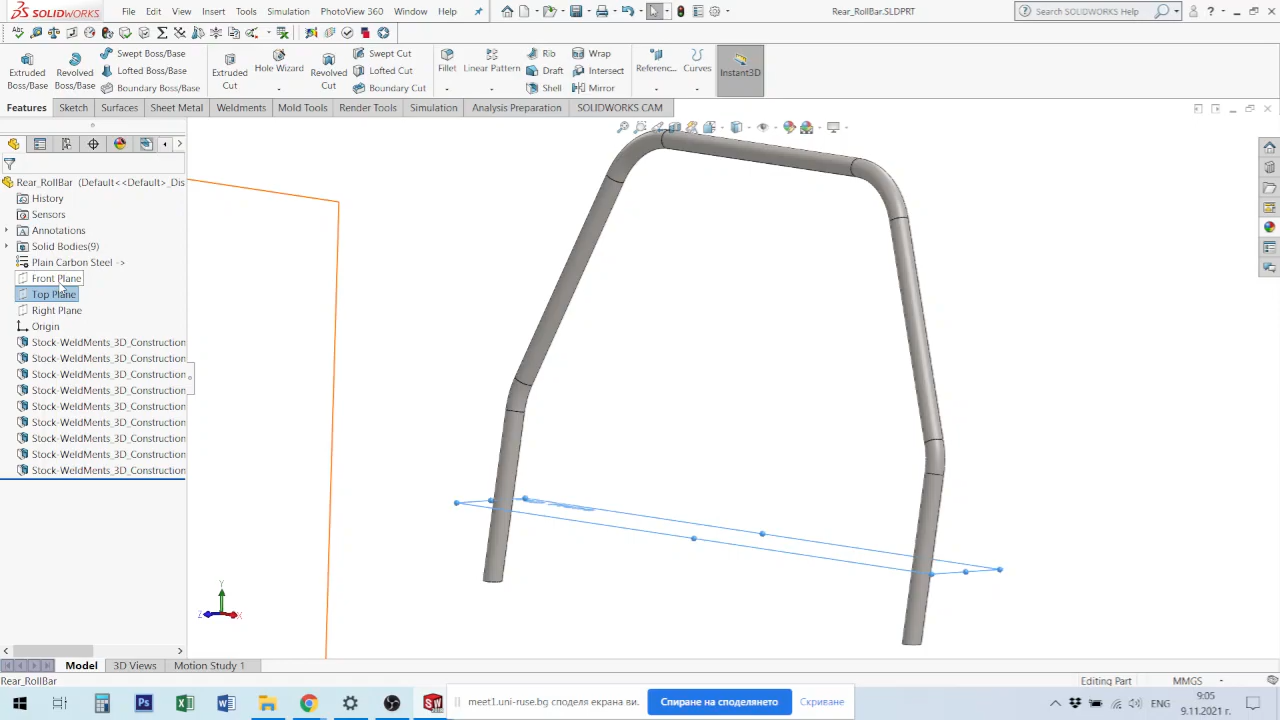 SOLIDWORKS File Edit View Insert Tools Simulation PhotoView 360 Window Help Rear_RollBar.SLDPRT Search SOLIDWORKS Help
Extruded Boss/Base
Revolved Boss/Base
Swept Boss/Base
Lofted Boss/Base
Boundary Boss/Base
Extruded Cut
Hole Wizard
Revolved Cut
Swept Cut
Lofted Cut
Boundary Cut
Fillet
Linear Pattern
Rib
Draft
Shell
Wrap
Intersect
Mirror
Referenc...
Curves
Instant3D
Features Sketch Surfaces Sheet Metal Weldments Mold Tools Render Tools Simulation Analysis Preparation SOLIDWORKS CAM
Rear_RollBar (Default<<Default>_Dis
History
Sensors
Annotations
Solid Bodies(9)
Plain Carbon Steel ->
Front Plane
Top Plane
Right Plane
Origin
Stock-WeldMents_3D_Construction
Stock-WeldMents_3D_Construction
Stock-WeldMents_3D_Construction
Stock-WeldMents_3D_Construction
Stock-WeldMents_3D_Construction
Stock-WeldMents_3D_Construction
Stock-WeldMents_3D_Construction
Stock-WeldMents_3D_Construction
Stock-WeldMents_3D_Construction
Y
X
Z
Model 3D Views Motion Study 1
Rear_RollBar Editing Part MMGS
meet1.uni-ruse.bg споделя екрана ви. Спиране на споделянето Скриване
ENG
9:05
9.11.2021 г.